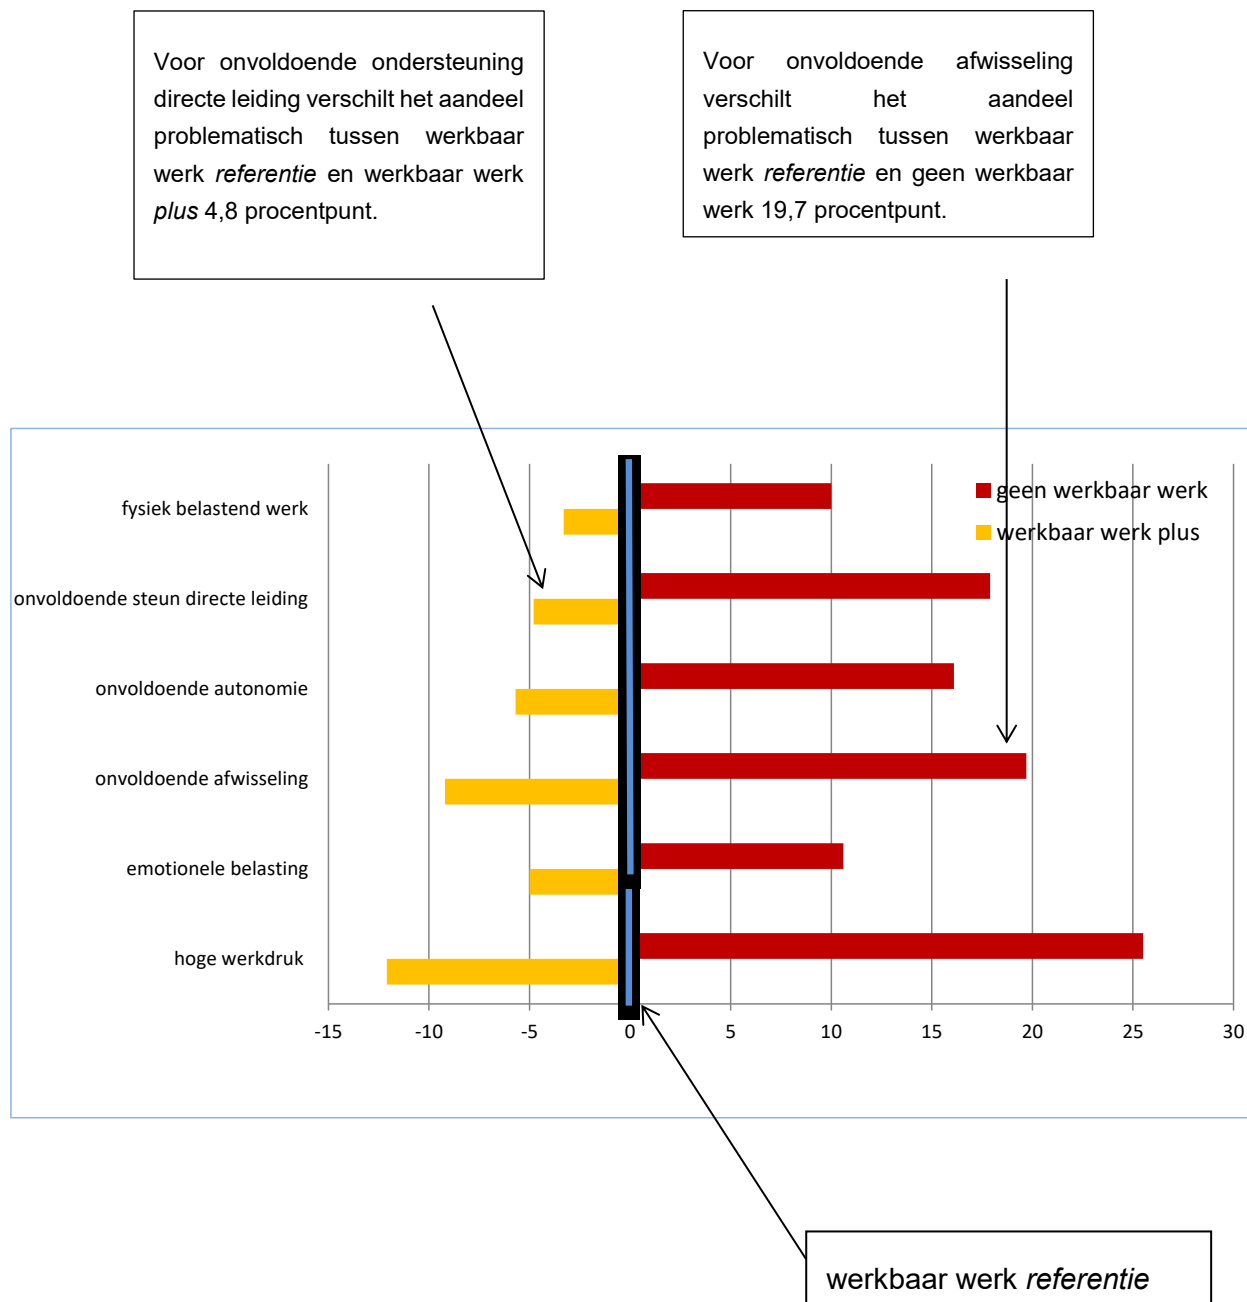 Voor onvoldoende ondersteuning
directe leiding verschilt het aandeel
problematisch tussen werkbaar
werk referentie en werkbaar werk
plus 4,8 procentpunt.
Voor onvoldoende afwisseling
verschilt het aandeel
problematisch tussen werkbaar
werk referentie en geen werkbaar
werk 19,7 procentpunt.
geen werkbaar werk
werkbaar werk plus
fysiek belastend werk
onvoldoende steun directe leiding
onvoldoende autonomie
onvoldoende afwisseling
emotionele belasting
hoge werkdruk
-15 -10 -5 0 5 10 15 20 25 30
werkbaar werk referentie